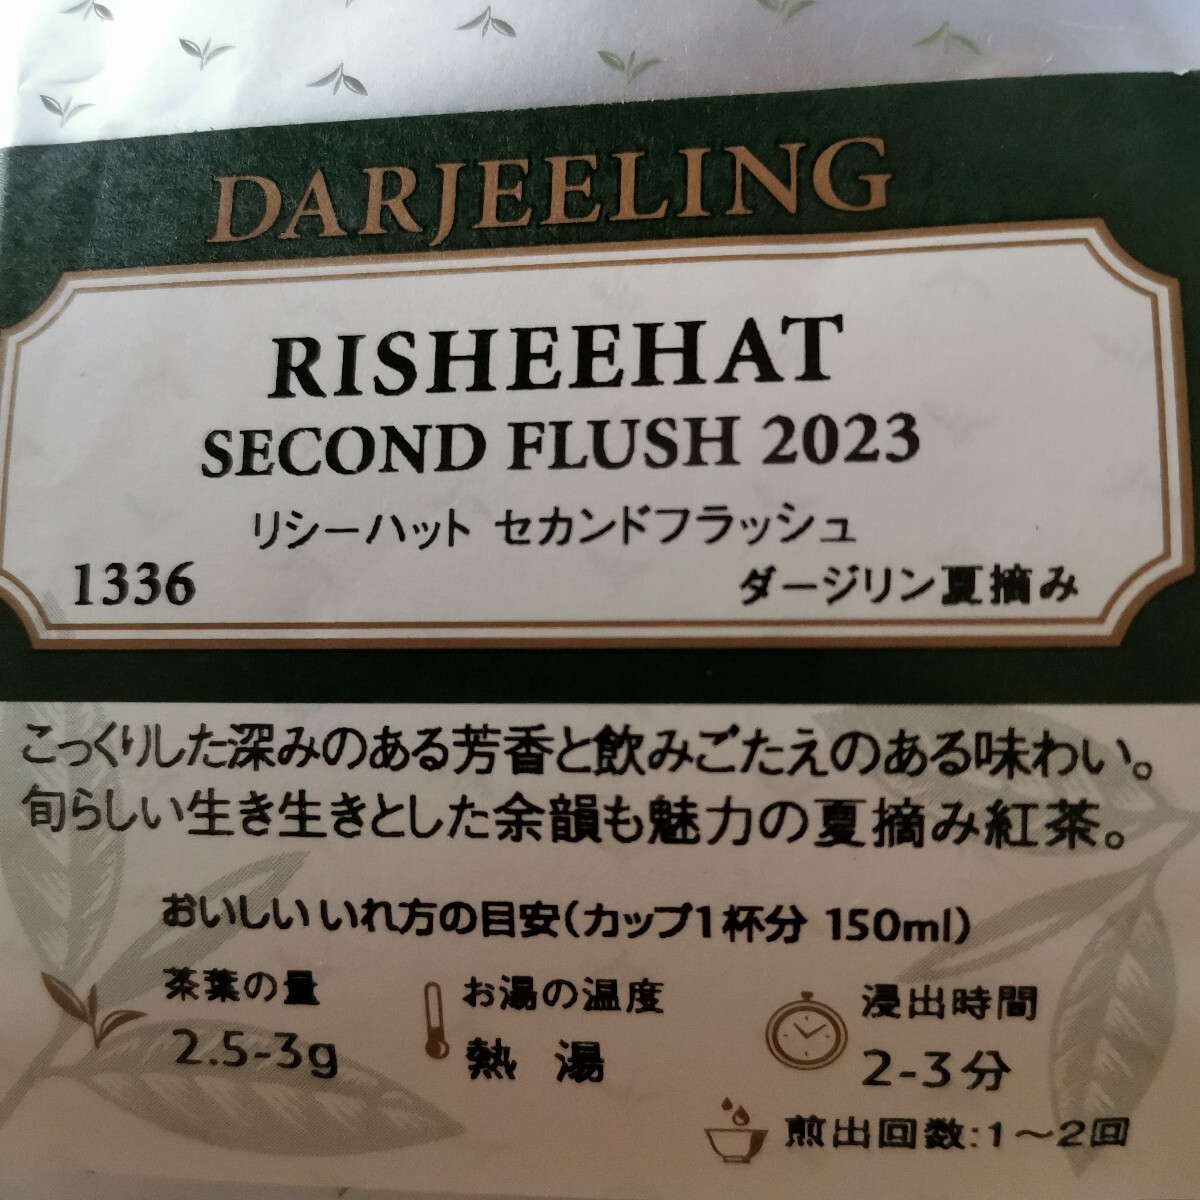 DARJEELING
RISHEEHAT
SECOND FLUSH 2023
リシーハット セカンドフラッシュ
1336 ダージリン夏摘み
こっくりした深みのある芳香と飲みごたえのある味わい。
旬らしい生き生きとした余韻も魅力の夏摘み紅茶。
おいしいいれ方の目安(カップ1杯分 150ml)
茶葉の量
2.5-3g
お湯の温度
熱 湯
浸出時間
2-3分
煎出回数:1～2回